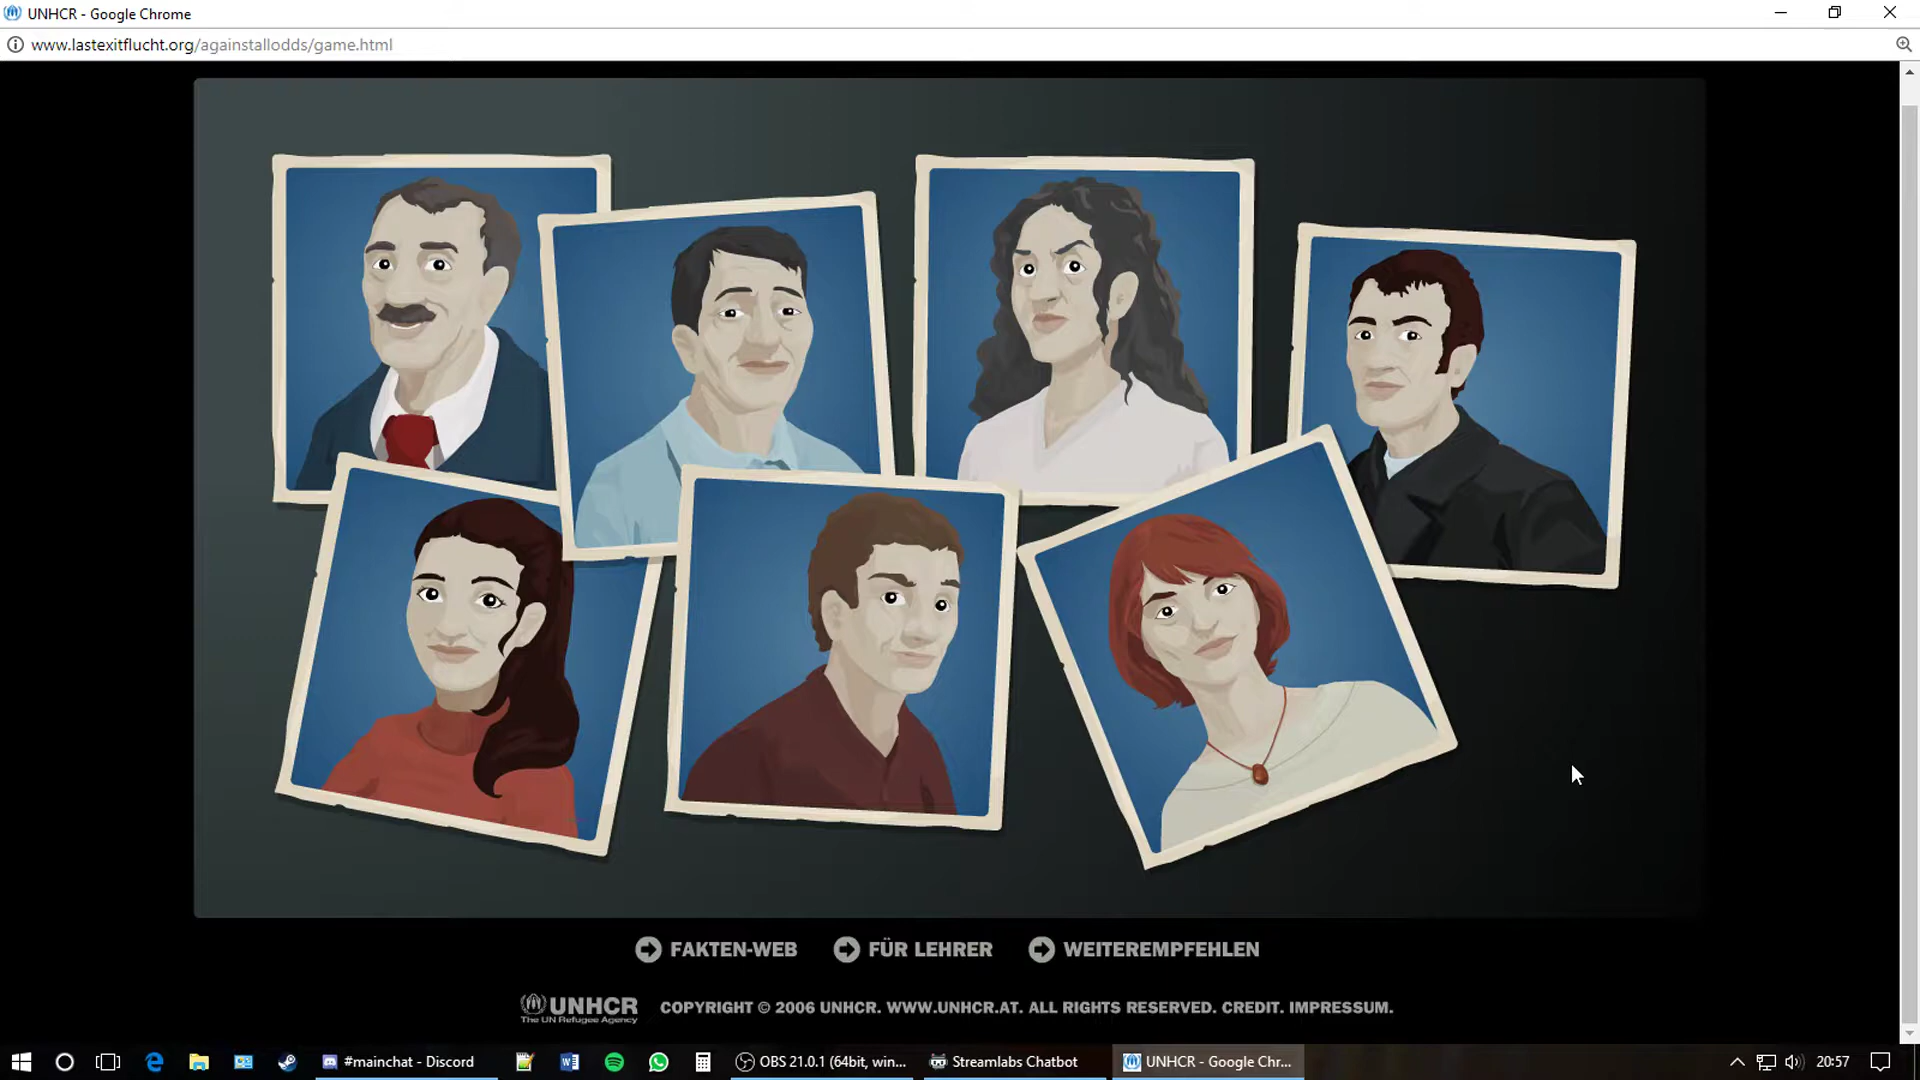 UNHCR - Google Chrome
www.lastexitflucht.org/againstallodds/game.html
FAKTEN-WEB FÜR LEHRER WEITEREMPFEHLEN
UNHCR COPYRIGHT © 2006 UNHCR. WWW.UNHCR.AT. ALL RIGHTS RESERVED. CREDIT. IMPRESSUM.
The UN Refugee Agency
#mainchat - Discord OBS 21.0.1 (64bit, win... Streamlabs Chatbot UNHCR - Google Chr... 20:57